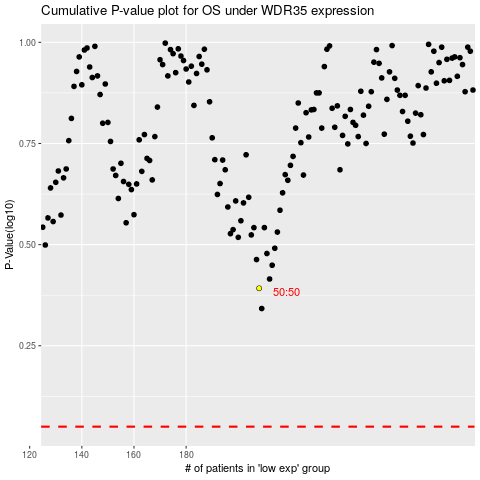 Cumulative P-value plot for OS under WDR35 expression
P-Value(log10)
1.00
0.75
0.50
0.25
50:50
120 140 160 180
# of patients in 'low exp' group